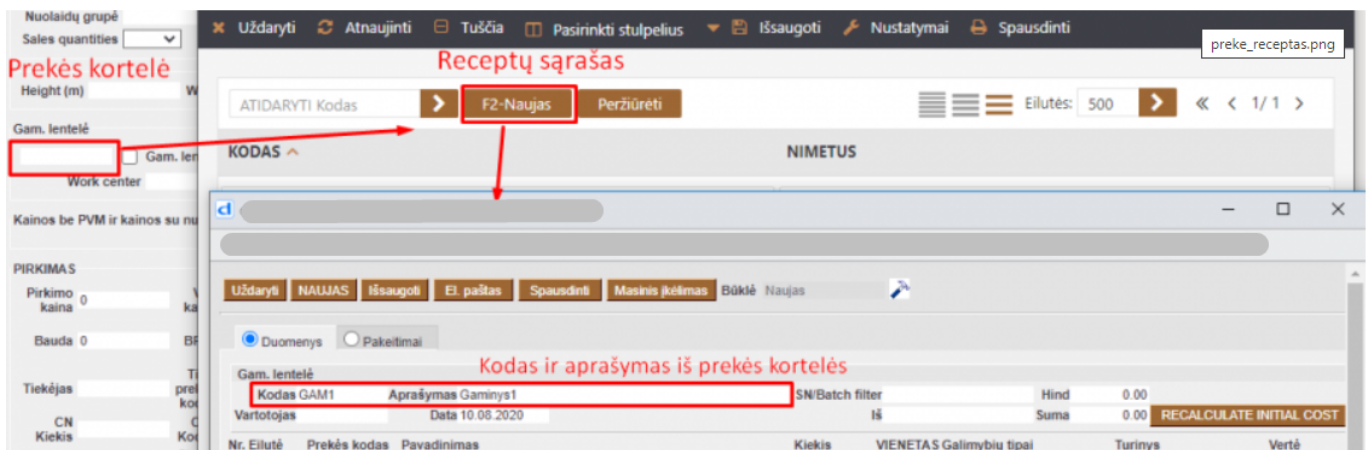 Nuolaidų grupė
Sales quantities
Prekės kortelė
Height (m) W
Gam. lentelė
Gam. len
Work center
Kainos be PVM ir kainos su nu
PIRKIMAS
Pirkimo kaina 0 V ka
Bauda 0 BP
Tiekėjas
CN Kiekis
Uždaryti Atnaujinti Tuščia Pasirinkti stulpelius Išsaugoti Nustatymai Spausdinti
preke_receptas.png
Receptų sąrašas
ATIDARYTI Kodas F2-Naujas Peržiūrėti Eilutės: 500 « < 1/1 >
KODAS NIMETUS
d
Uždaryti NAUJAS Išsaugoti El. paštas Spausdinti Masinis įkėlimas Būklė Naujas
Duomenys Pakeitimai
Kodas ir aprašymas iš prekės kortelės
Gam. lentelė
Kodas GAM1 Aprašymas Gaminys1 SN/Batch filter Hind 0.00
Vartotojas Data 10.08.2020 Iš Suma 0.00 RECALCULATE INITIAL COST
Nr. Eilutė Prekės kodas Pavadinimas Kiekis VIENETAS Galimybių tipai Turinys Vertė